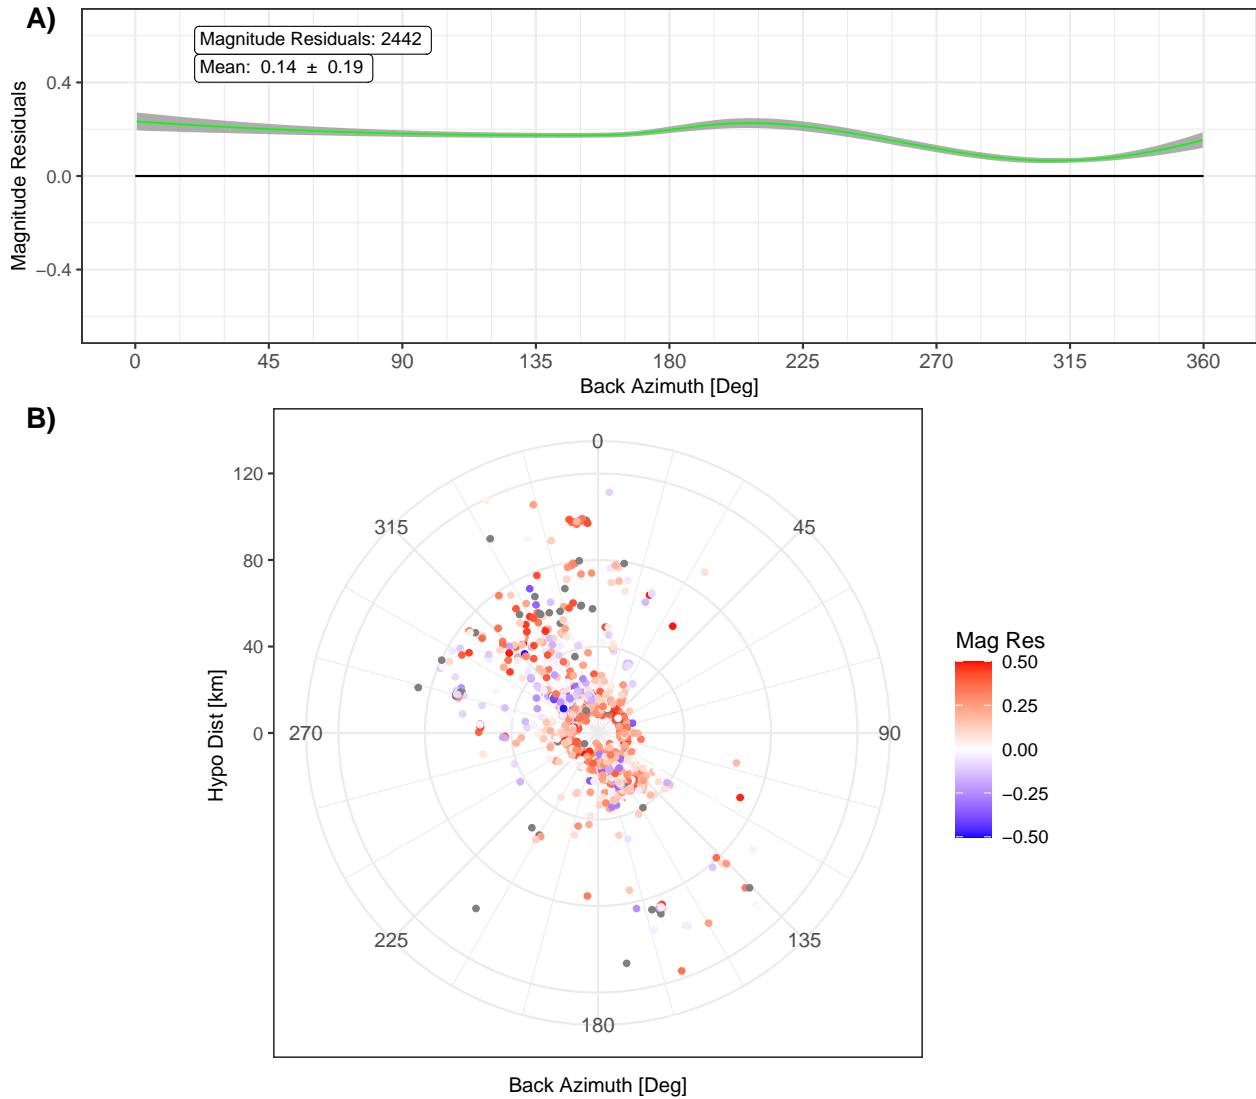 A)
Magnitude Residuals: 2442
Mean:  0.14  ±  0.19
Magnitude Residuals
0.4
0.0
−0.4
0 45 90 135 180 225 270 315 360
Back Azimuth [Deg]
B)
Hypo Dist [km]
120
80
40
0
0
45
90
135
180
225
270
315
Back Azimuth [Deg]
Mag Res
0.50
0.25
0.00
−0.25
−0.50